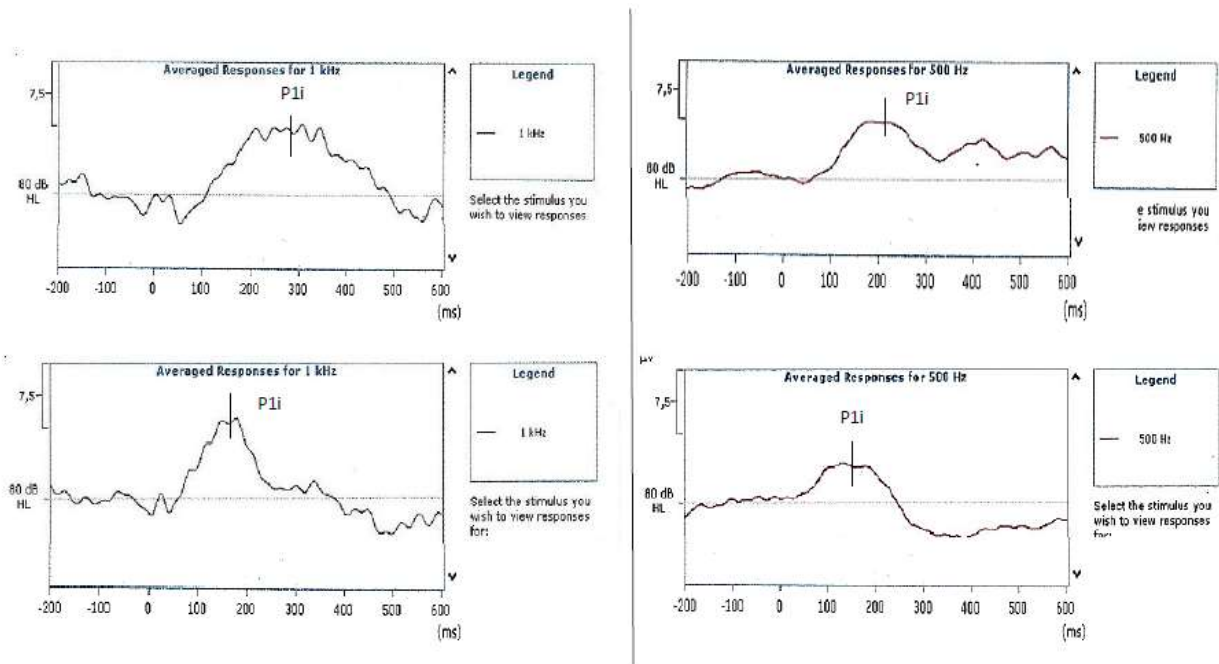 Averaged Responses for 1 kHz
7,5
P1i
80 dB
HL
-200 -100 0 100 200 300 400 500 600
(ms)
Legend
1 kHz
Select the stimulus you
wish to view responses
Averaged Responses for 500 Hz
7,5
P1i
80 dB
HL
-200 -100 0 100 200 300 400 500 600
(ms)
Legend
500 Hz
e stimulus you
iew responses
Averaged Responses for 1 kHz
7,5
P1i
80 dB
HL
-200 -100 0 100 200 300 400 500 600
(ms)
Legend
1 kHz
Select the stimulus you
wish to view responses
for:
µv
Averaged Responses for 500 Hz
7,5
P1i
80 dB
HL
-200 -100 0 100 200 300 400 500 600
(ms)
Legend
500 Hz
Select the stimulus you
wish to view responses
for: